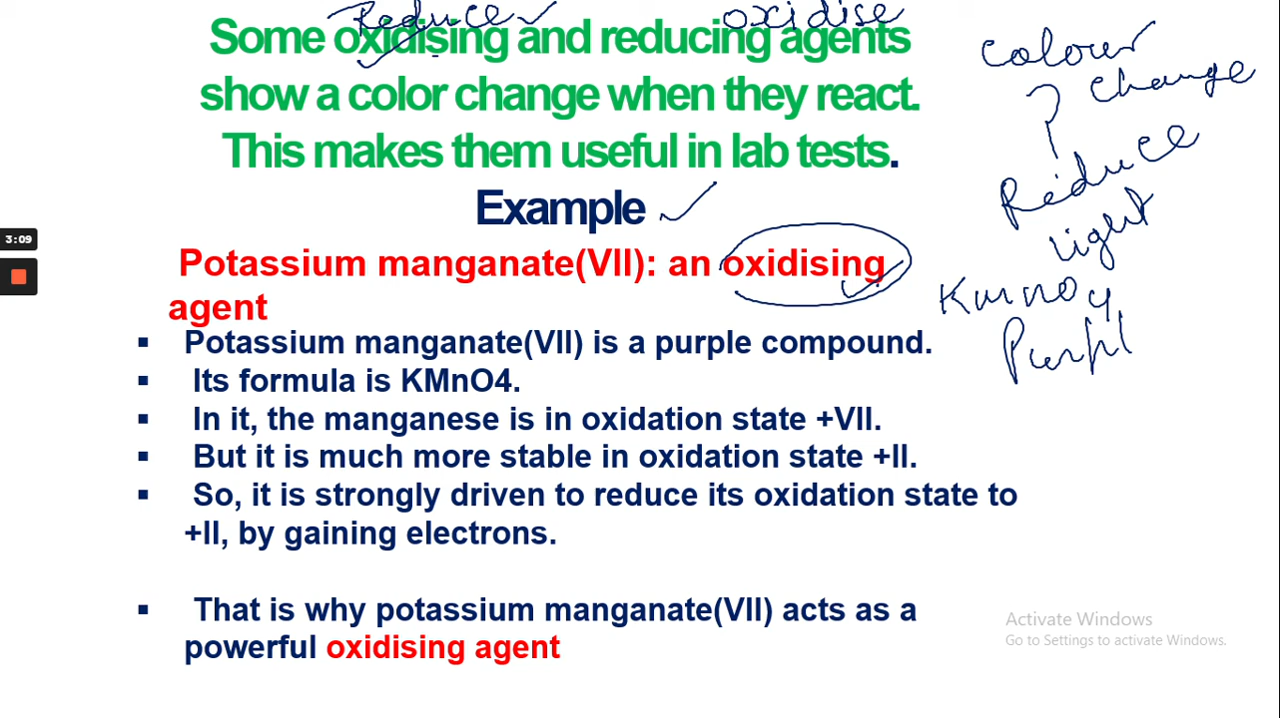 Reduce
oxidise
Some oxidising and reducing agents
show a color change when they react.
This makes them useful in lab tests.
Example
Colour
Change
Reduce
light
KmnO4
Purpl
3:09
Potassium manganate(VII): an oxidising
agent
▪ Potassium manganate(VII) is a purple compound.
▪ Its formula is KMnO4.
▪ In it, the manganese is in oxidation state +VII.
▪ But it is much more stable in oxidation state +II.
▪ So, it is strongly driven to reduce its oxidation state to
+II, by gaining electrons.
▪ That is why potassium manganate(VII) acts as a
powerful oxidising agent
Activate Windows
Go to Settings to activate Windows.